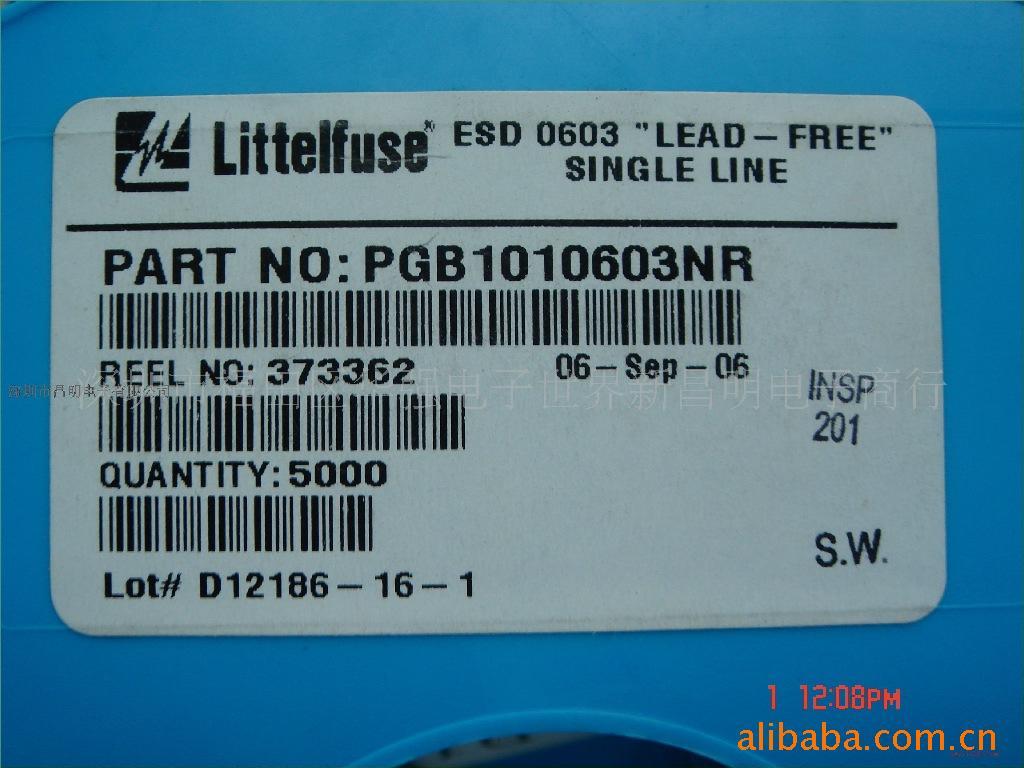 Littelfuse® ESD 0603 "LEAD-FREE"
SINGLE LINE
PART NO: PGB1010603NR
REEL NO: 373362 06-Sep-06
INSP
201
QUANTITY: 5000
S.W.
Lot# D12186-16-1
1 12:08PM
alibaba.com.cn